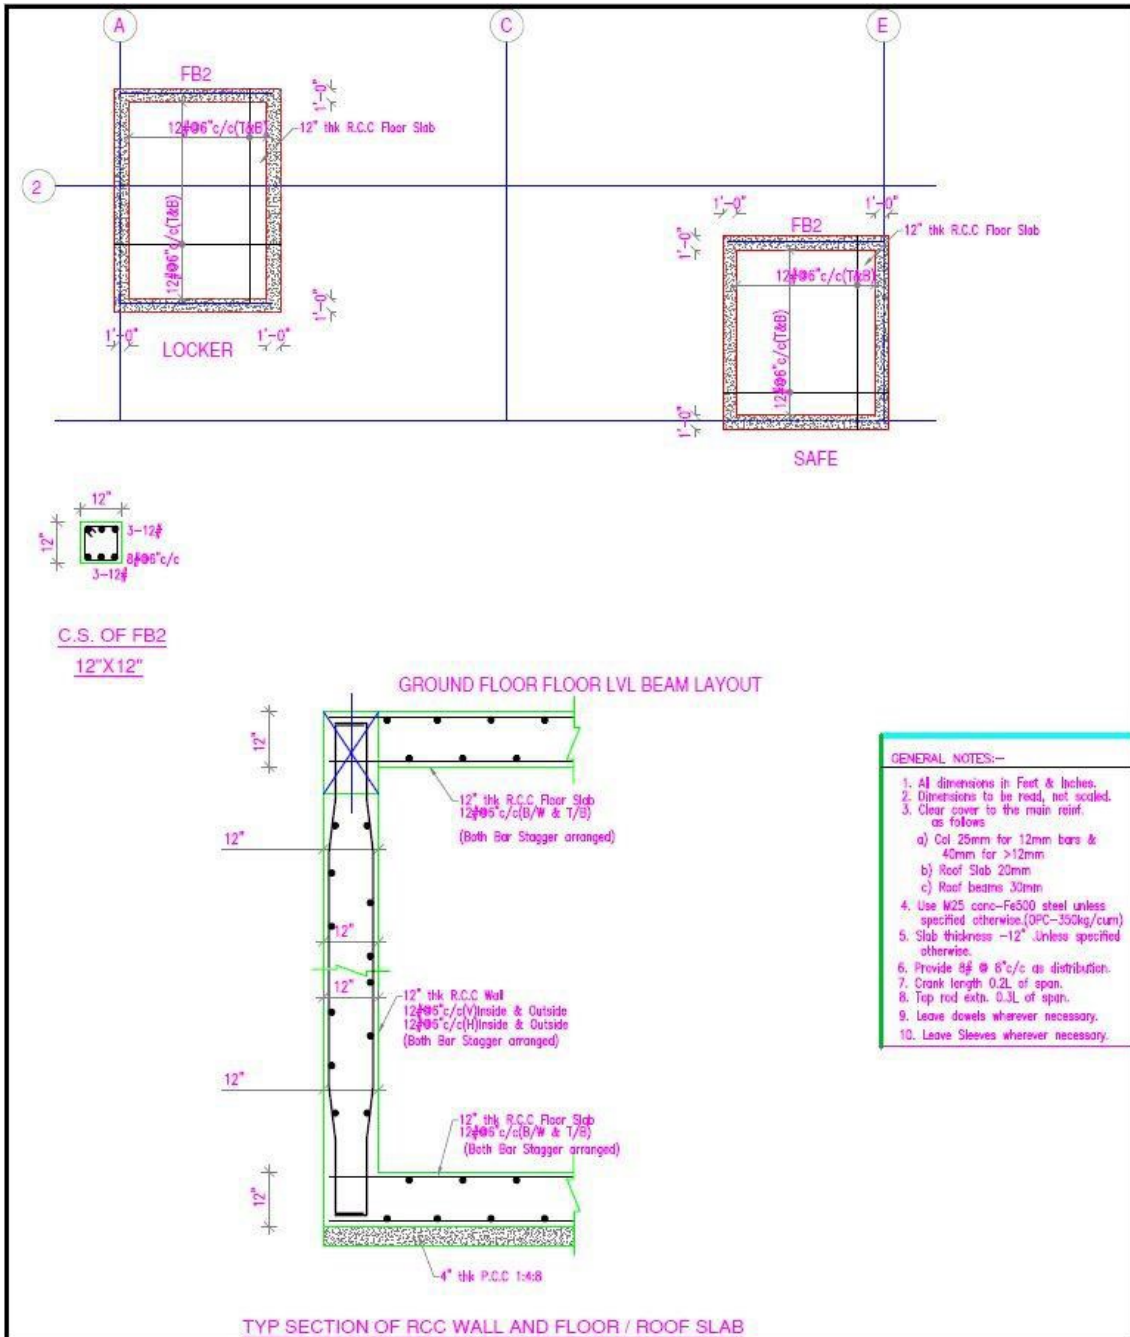 A
C
E
FB2
1'-0"
12#@6"c/c(T&B)
12" thk R.C.C Floor Slab
2
12#@6"c/c(T&B)
1'-0"
1'-0"
1'-0"
LOCKER
1'-0"
1'-0"
FB2
1'-0"
12" thk R.C.C Floor Slab
12#@6"c/c(T&B)
12#@6"c/c(T&B)
1'-0"
SAFE
12"
12"
3-12#
8#@6"c/c
3-12#
C.S. OF FB2
12"X12"
GROUND FLOOR FLOOR LVL BEAM LAYOUT
12"
12" thk R.C.C Floor Slab
12#@6"c/c(B/W & T/B)
(Both Bar Stagger arranged)
12"
12"
12"
12" thk R.C.C Wall
12#@6"c/c(V)Inside & Outside
12#@6"c/c(H)Inside & Outside
(Both Bar Stagger arranged)
12"
12" thk R.C.C Floor Slab
12#@6"c/c(B/W & T/B)
(Both Bar Stagger arranged)
12"
4" thk P.C.C 1:4:8
TYP SECTION OF RCC WALL AND FLOOR / ROOF SLAB
GENERAL NOTES:-
1. All dimensions in Feet & Inches.
2. Dimensions to be read, not scaled.
3. Clear cover to the main reinf.
as follows
a) Col 25mm for 12mm bars &
40mm for >12mm
b) Roof Slab 20mm
c) Roof beams 30mm
4. Use M25 conc-Fe500 steel unless
specified otherwise.(OPC-350kg/cum)
5. Slab thickness -12" .Unless specified
otherwise.
6. Provide 8# @ 8"c/c as distribution.
7. Crank length 0.2L of span.
8. Top rod extn. 0.3L of span.
9. Leave dowels wherever necessary.
10. Leave Sleeves wherever necessary.